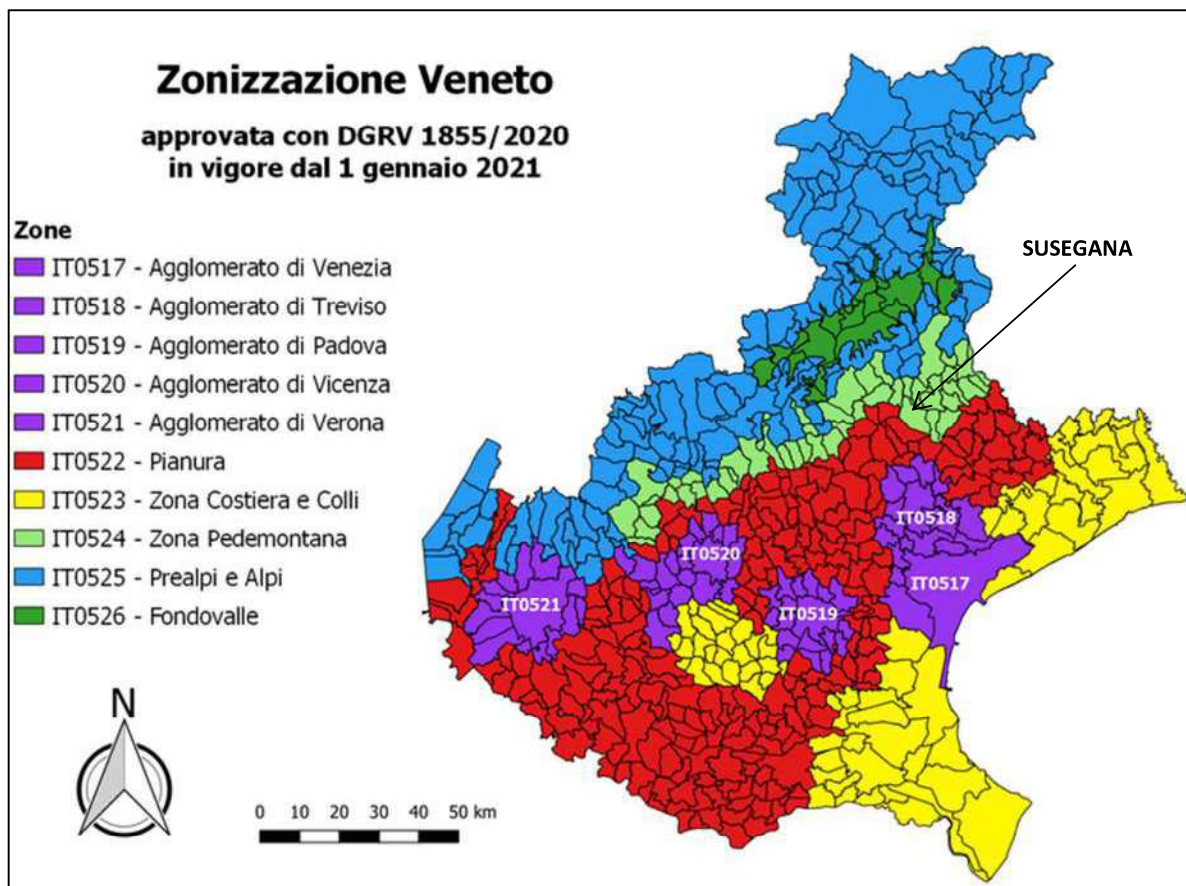 Zonizzazione Veneto
approvata con DGRV 1855/2020
in vigore dal 1 gennaio 2021
Zone
IT0517 - Agglomerato di Venezia
IT0518 - Agglomerato di Treviso
IT0519 - Agglomerato di Padova
IT0520 - Agglomerato di Vicenza
IT0521 - Agglomerato di Verona
IT0522 - Pianura
IT0523 - Zona Costiera e Colli
IT0524 - Zona Pedemontana
IT0525 - Prealpi e Alpi
IT0526 - Fondovalle
SUSEGANA
IT0518
IT0520
IT0517
IT0521
IT0519
N
0 10 20 30 40 50 km